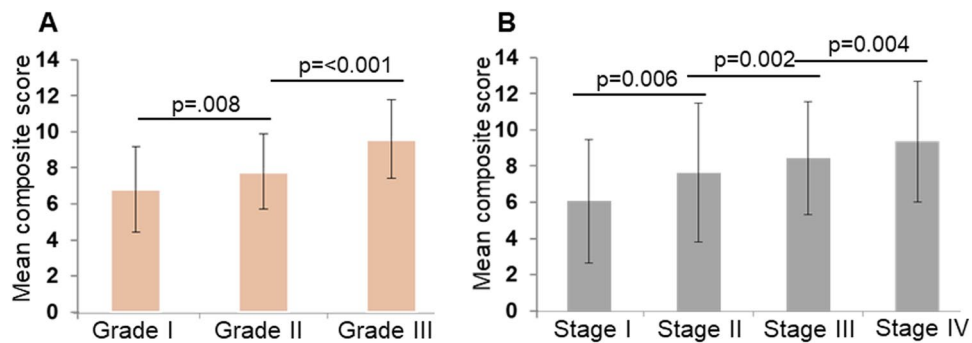 A
Mean composite score
14
12
10
8
6
4
2
0
p=.008
p=<0.001
Grade I
Grade II
Grade III
B
Mean composite score
14
12
10
8
6
4
2
0
p=0.006
p=0.002
p=0.004
Stage I
Stage II
Stage III
Stage IV